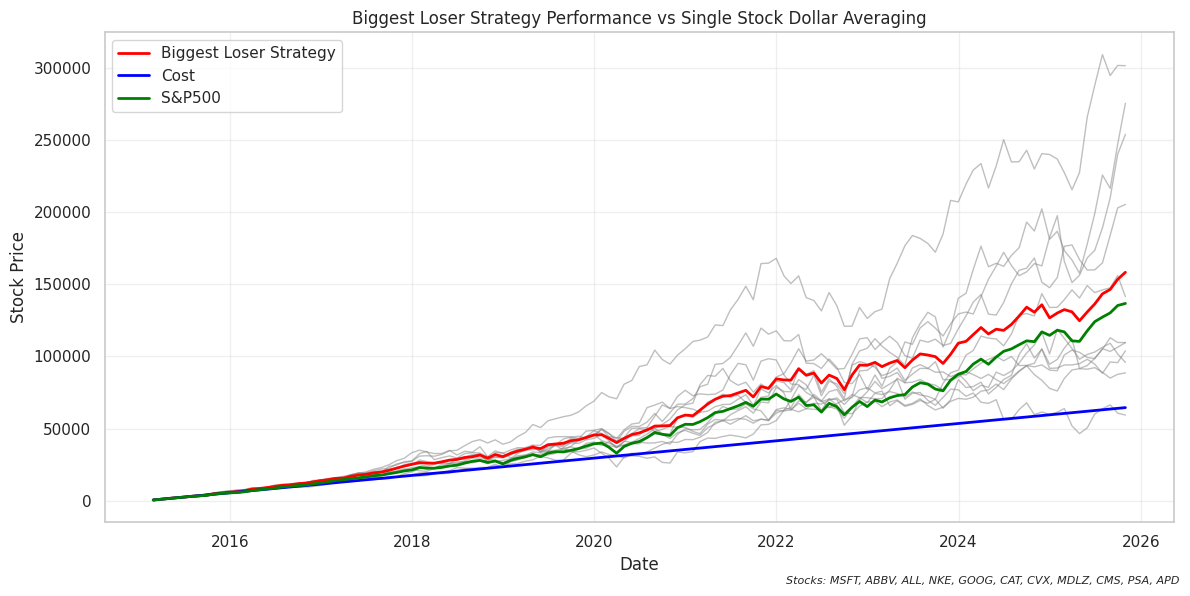 Biggest Loser Strategy Performance vs Single Stock Dollar Averaging
Biggest Loser Strategy
Cost
S&P500
Stock Price
300000
250000
200000
150000
100000
50000
0
2016
2018
2020
2022
2024
2026
Date
Stocks: MSFT, ABBV, ALL, NKE, GOOG, CAT, CVX, MDLZ, CMS, PSA, APD